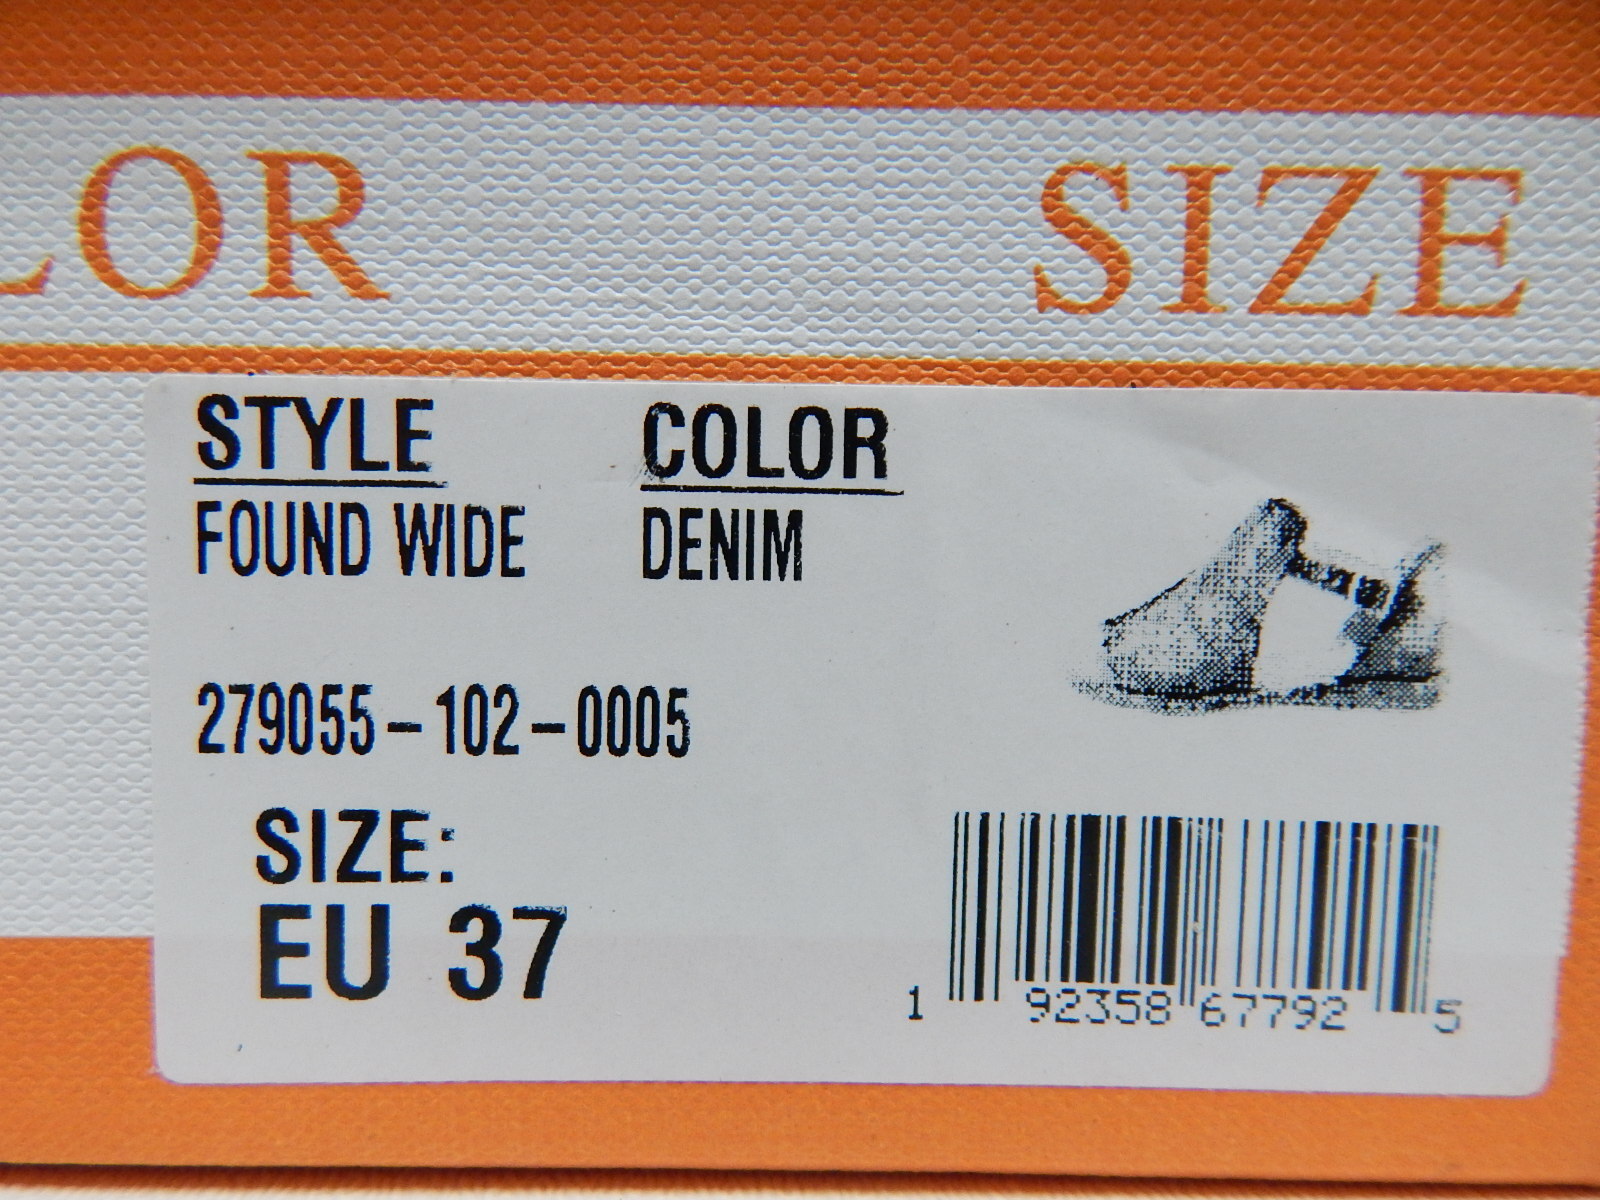 LOR SIZE
STYLE COLOR
FOUND WIDE DENIM
279055-102-0005
SIZE:
EU 37
1 92358 67792 5